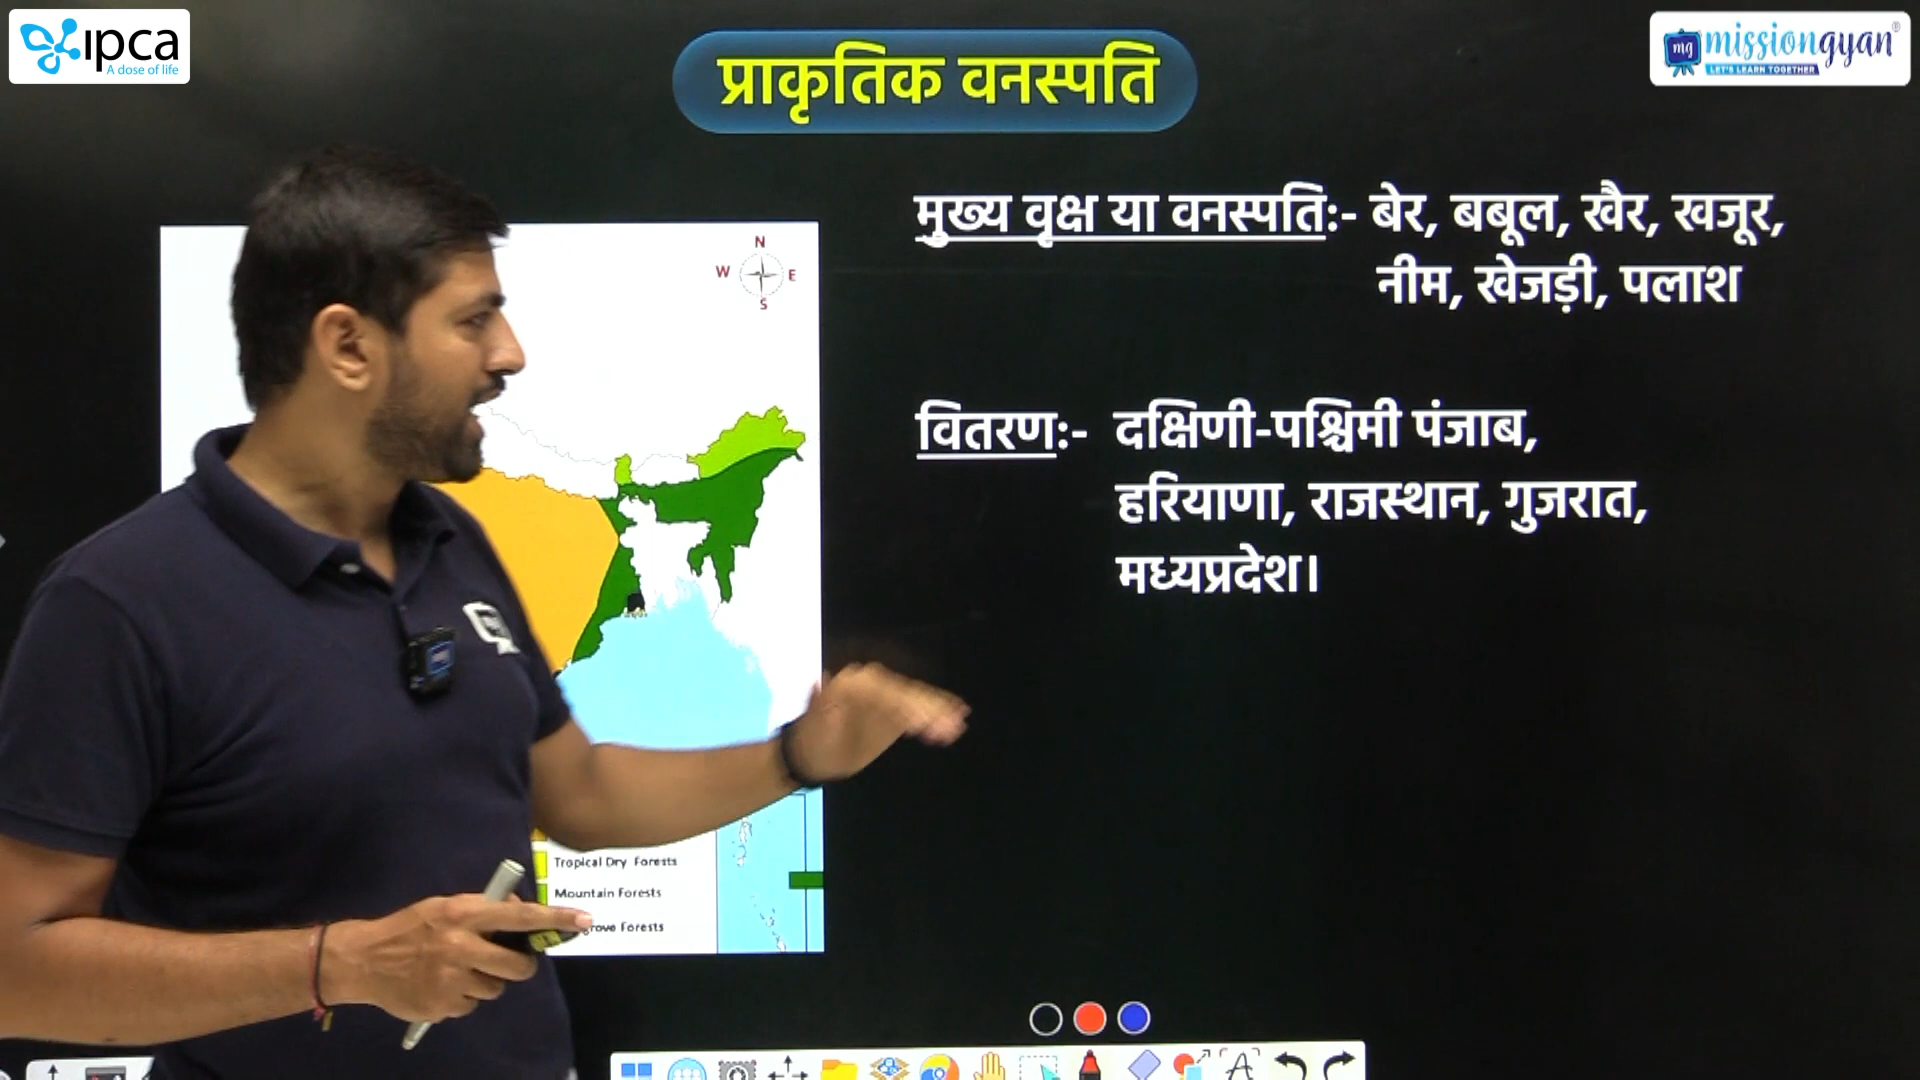 ipca
A dose of life
प्राकृतिक वनस्पति
mg missiongyan®
LET'S LEARN TOGETHER
मुख्य वृक्ष या वनस्पतिः- बेर, बबूल, खैर, खजूर,
नीम, खेजड़ी, पलाश
वितरणः- दक्षिणी-पश्चिमी पंजाब,
हरियाणा, राजस्थान, गुजरात,
मध्यप्रदेश।
N
W E
S
Tropical Dry Forests
Mountain Forests
Forests